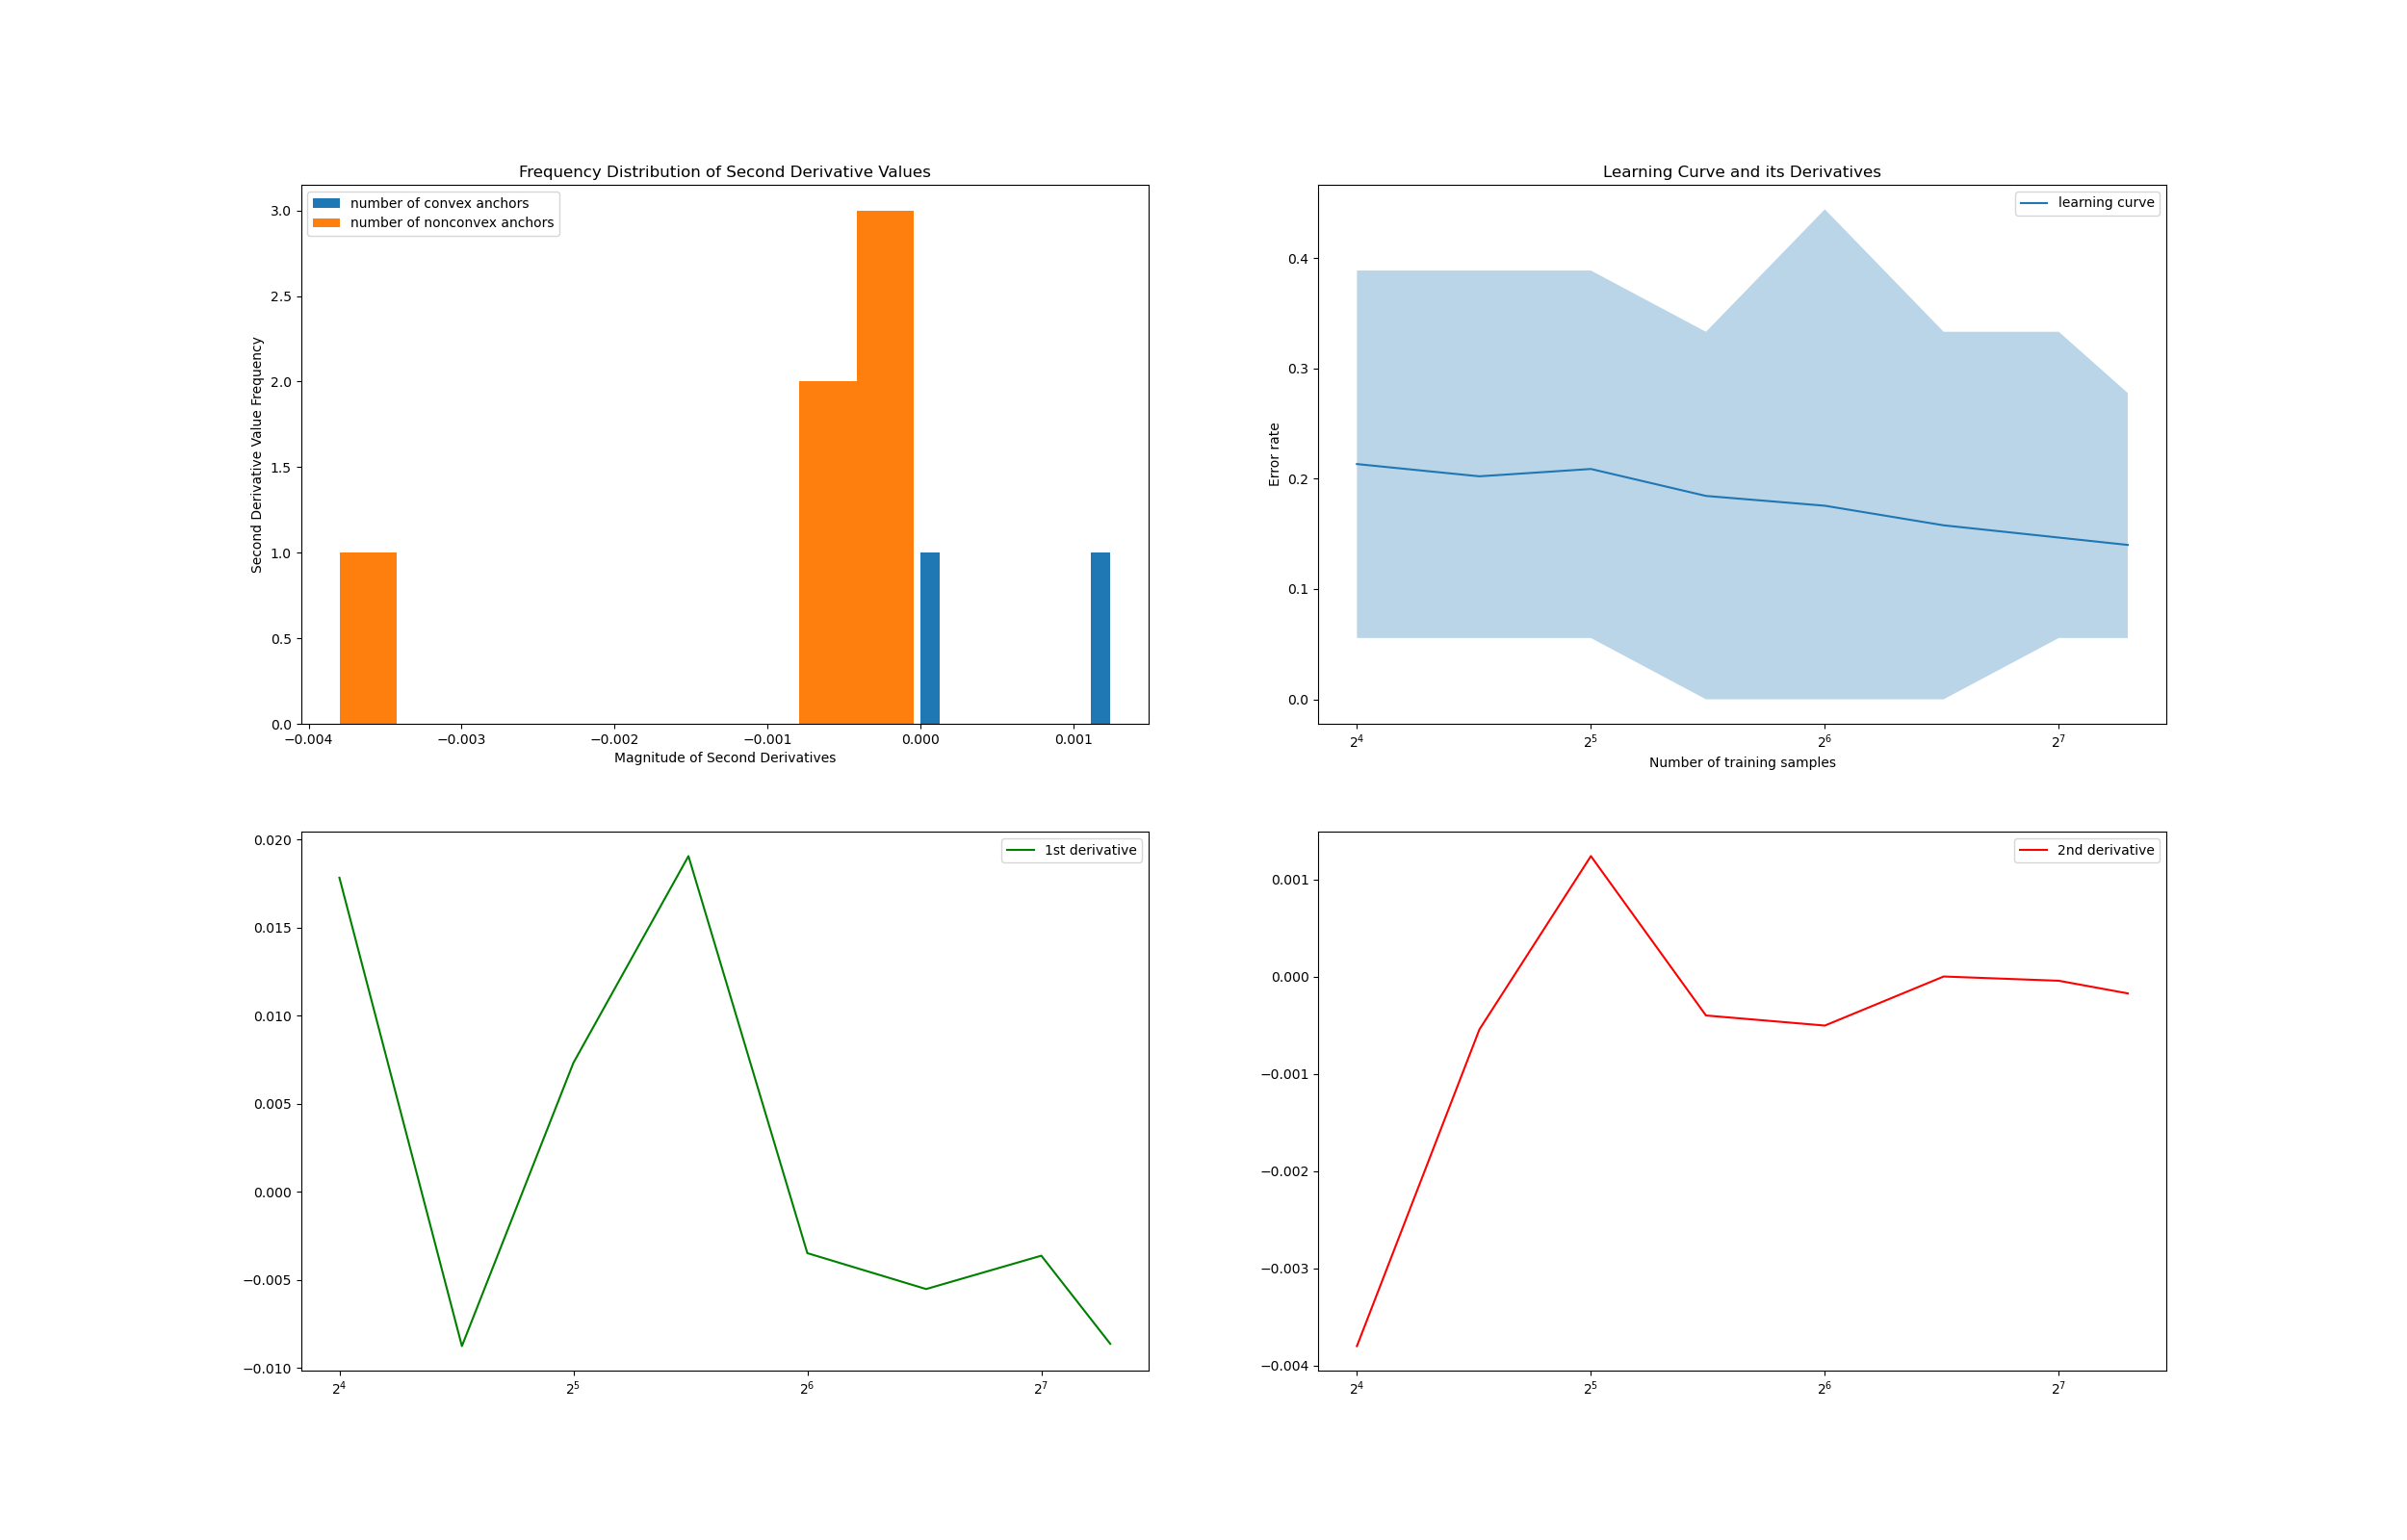 Frequency Distribution of Second Derivative Values
number of convex anchors
number of nonconvex anchors
Second Derivative Value Frequency
3.0
2.5
2.0
1.5
1.0
0.5
0.0
−0.004 −0.003 −0.002 −0.001 0.000 0.001
Magnitude of Second Derivatives
Learning Curve and its Derivatives
learning curve
Error rate
0.4
0.3
0.2
0.1
0.0
2⁴ 2⁵ 2⁶ 2⁷
Number of training samples
1st derivative
0.020
0.015
0.010
0.005
0.000
−0.005
−0.010
2⁴ 2⁵ 2⁶ 2⁷
2nd derivative
0.001
0.000
−0.001
−0.002
−0.003
−0.004
2⁴ 2⁵ 2⁶ 2⁷